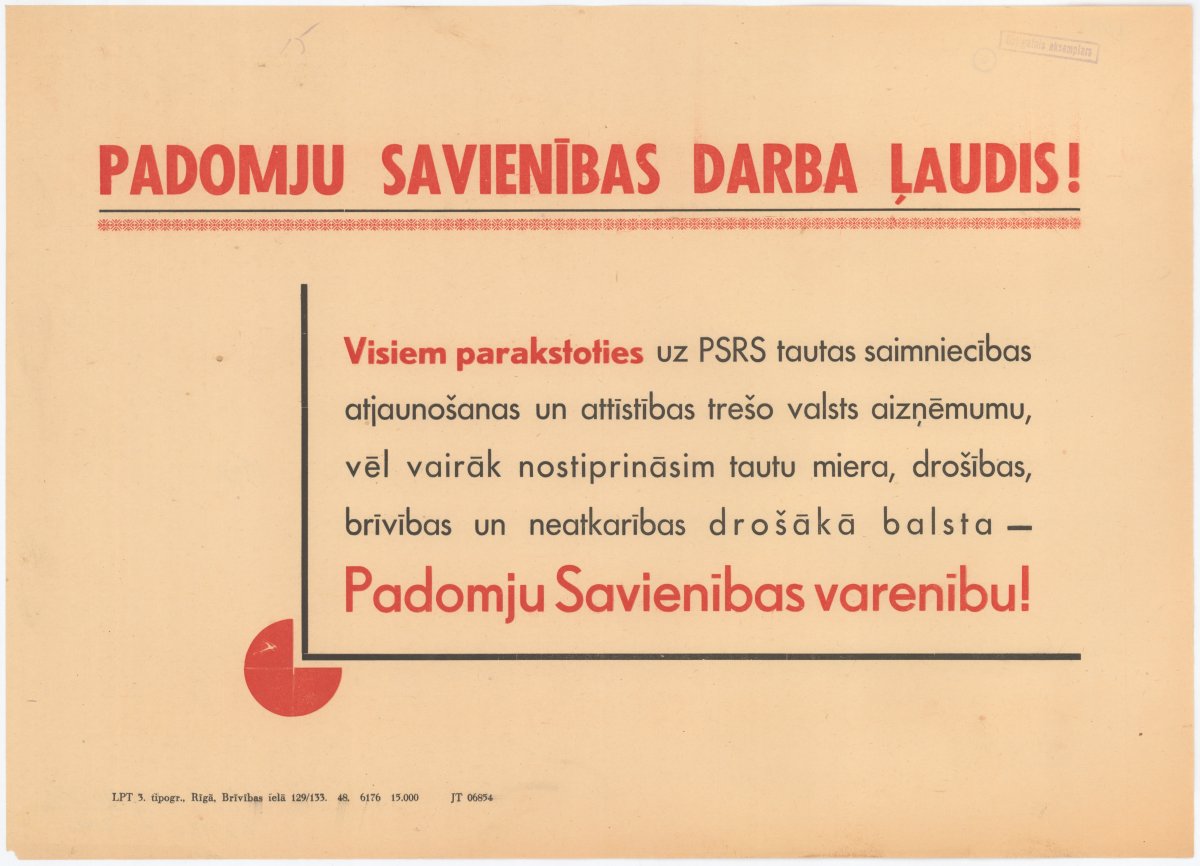 15
eksemplārs
PADOMJU SAVIENĪBAS DARBA ĻAUDIS!
Visiem parakstoties uz PSRS tautas saimniecības
atjaunošanas un attīstības trešo valsts aizņēmumu,
vēl vairāk nostiprināsim tautu miera, drošības,
brīvības un neatkarības drošākā balsta —
Padomju Savienības varenību!
LPT 3. tipogr., Rīgā, Brīvības ielā 129/133. 48. 6176 15.000 JT 06854